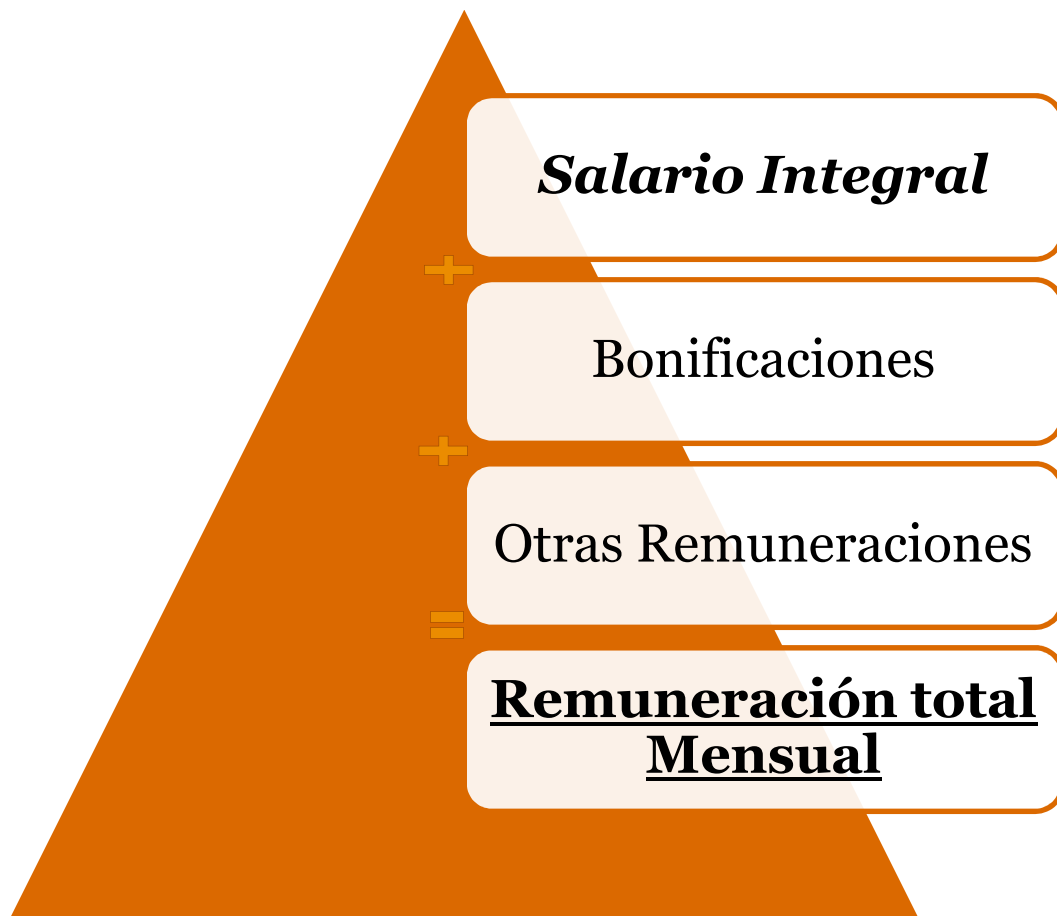 Salario Integral
+
Bonificaciones
+
Otras Remuneraciones
=
Remuneración total
Mensual